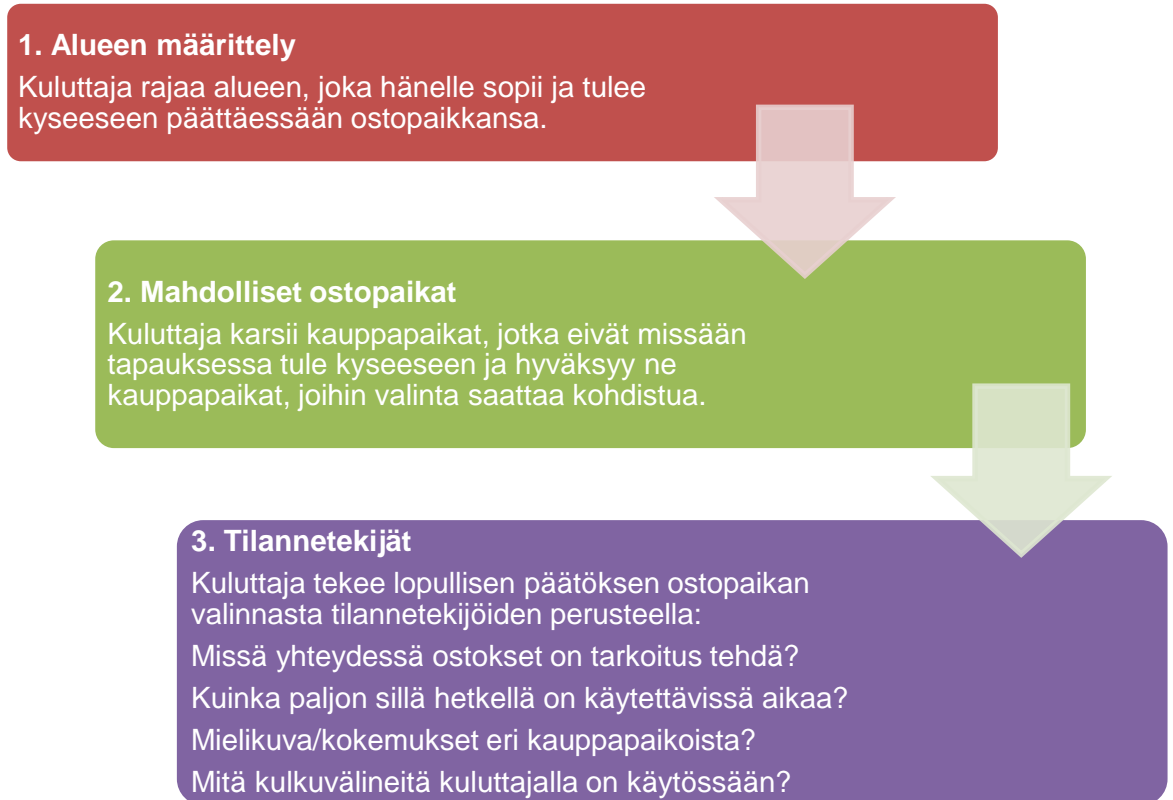 1. Alueen määrittely
Kuluttaja rajaa alueen, joka hänelle sopii ja tulee
kyseeseen päättäessään ostopaikkansa.
2. Mahdolliset ostopaikat
Kuluttaja karsii kauppapaikat, jotka eivät missään
tapauksessa tule kyseeseen ja hyväksyy ne
kauppapaikat, joihin valinta saattaa kohdistua.
3. Tilannetekijät
Kuluttaja tekee lopullisen päätöksen ostopaikan
valinnasta tilannetekijöiden perusteella:
Missä yhteydessä ostokset on tarkoitus tehdä?
Kuinka paljon sillä hetkellä on käytettävissä aikaa?
Mielikuva/kokemukset eri kauppapaikoista?
Mitä kulkuvälineitä kuluttajalla on käytössään?